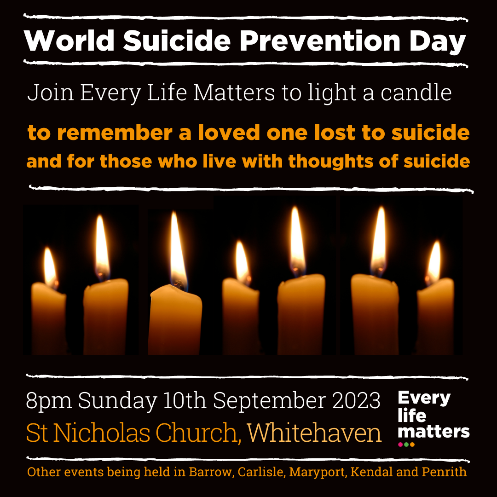 World Suicide Prevention Day
Join Every Life Matters to light a candle
to remember a loved one lost to suicide
and for those who live with thoughts of suicide
8pm Sunday 10th September 2023
St Nicholas Church, Whitehaven
Every
life
matters
Other events being held in Barrow, Carlisle, Maryport, Kendal and Penrith